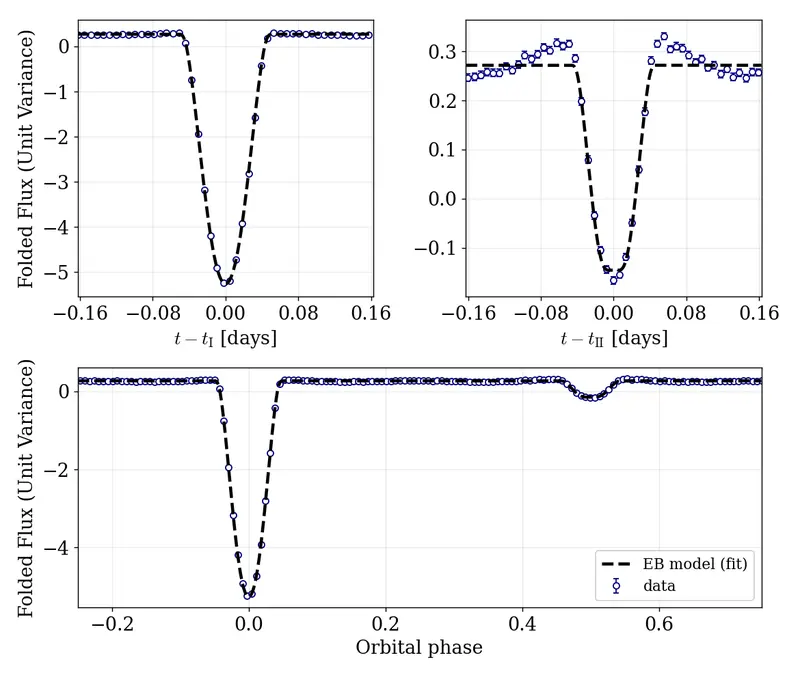 Folded Flux (Unit Variance)
0
−1
−2
−3
−4
−5
−0.16 −0.08 0.00 0.08 0.16
t − tI [days]
0.3
0.2
0.1
0.0
−0.1
−0.16 −0.08 0.00 0.08 0.16
t − tII [days]
Folded Flux (Unit Variance)
0
−2
−4
EB model (fit)
data
−0.2 0.0 0.2 0.4 0.6
Orbital phase